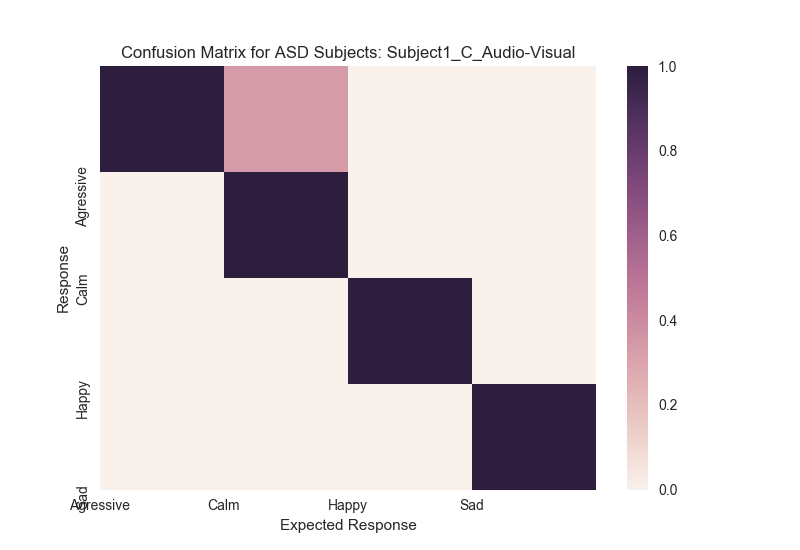 Confusion Matrix for ASD Subjects: Subject1_C_Audio-Visual
Response
Agressive
Calm
Happy
Sad
Agressive Calm Happy Sad
Expected Response
1.0
0.8
0.6
0.4
0.2
0.0